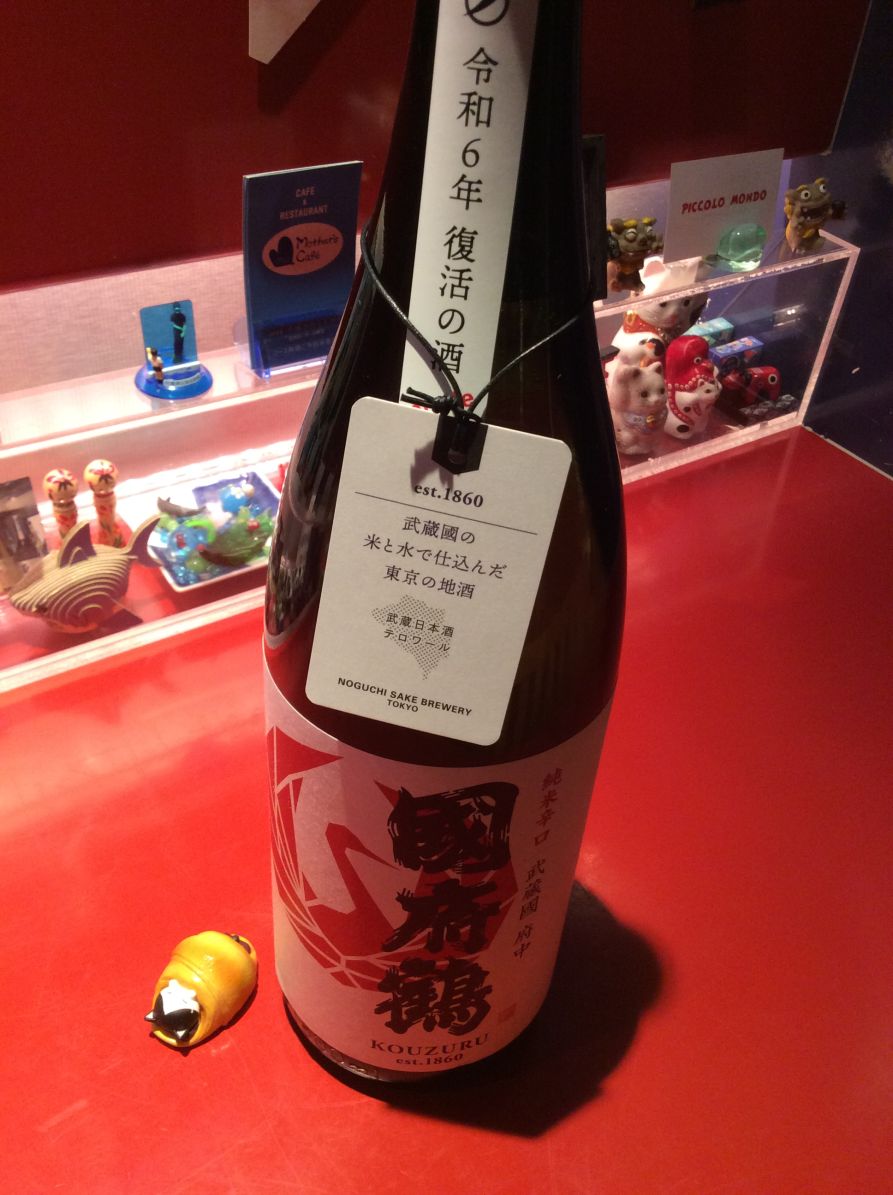 令和6年 復活の酒
CAFE
&
RESTAURANT
Mother's
Café
PICCOLO MONDO
est.1860
武蔵國の
米と水で仕込んだ
東京の地酒
武蔵日本酒
テロワール
NOGUCHI SAKE BREWERY
TOKYO
純米辛口 武蔵國 府中
國府鶴
KOUZURU
est.1860